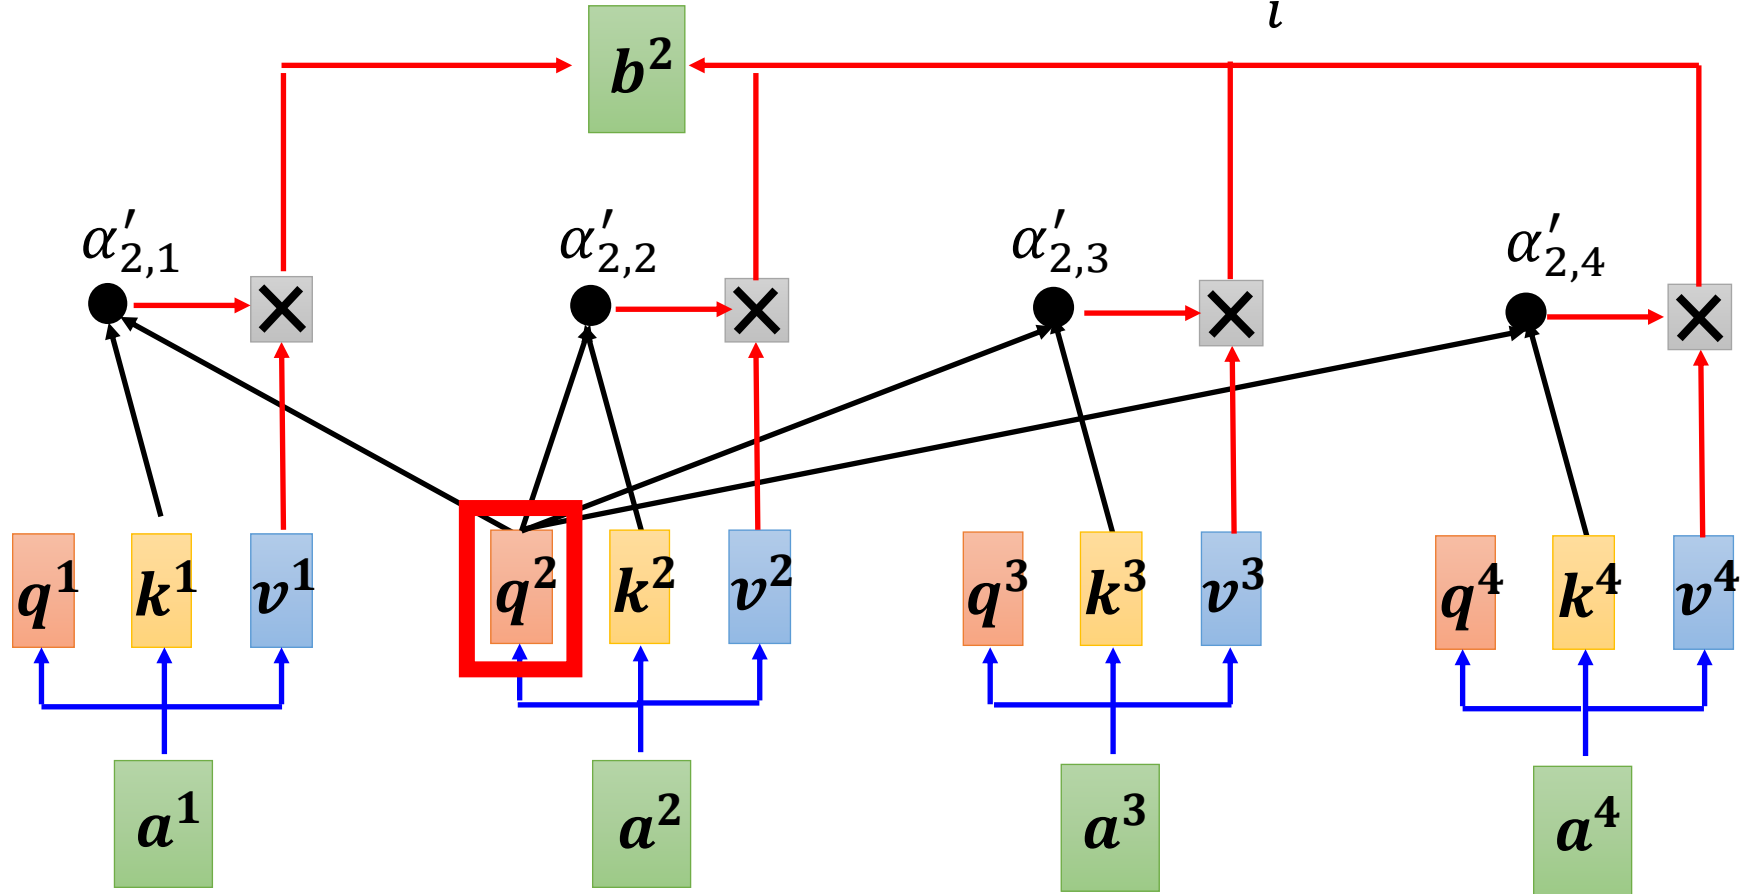 i
b²
α′₂,₁ α′₂,₂ α′₂,₃ α′₂,₄
q¹ k¹ v¹ q² k² v² q³ k³ v³ q⁴ k⁴ v⁴
a¹ a² a³ a⁴